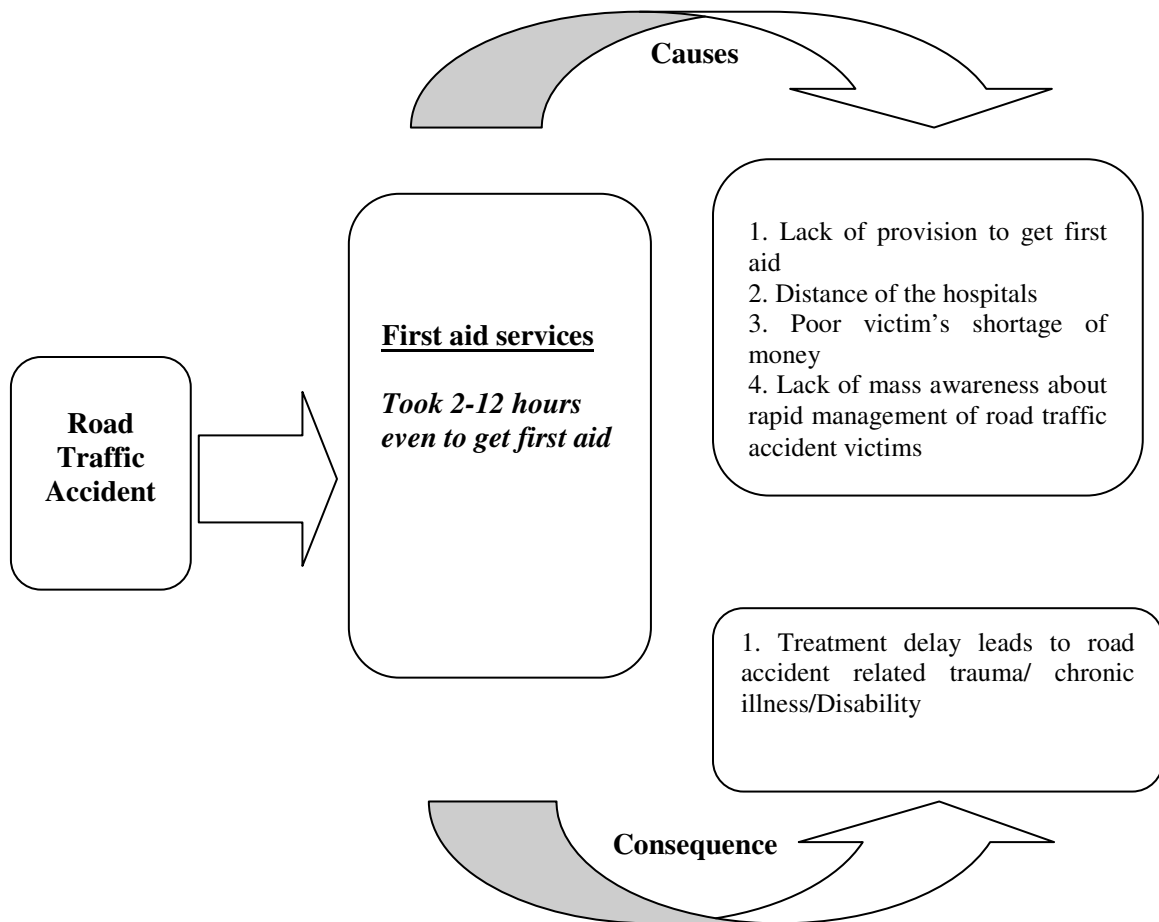 Causes
1. Lack of provision to get first
aid
2. Distance of the hospitals
3. Poor victim's shortage of
money
4. Lack of mass awareness about
rapid management of road traffic
accident victims
First aid services
Took 2-12 hours
even to get first aid
Road
Traffic
Accident
1. Treatment delay leads to road
accident related trauma/ chronic
illness/Disability
Consequence